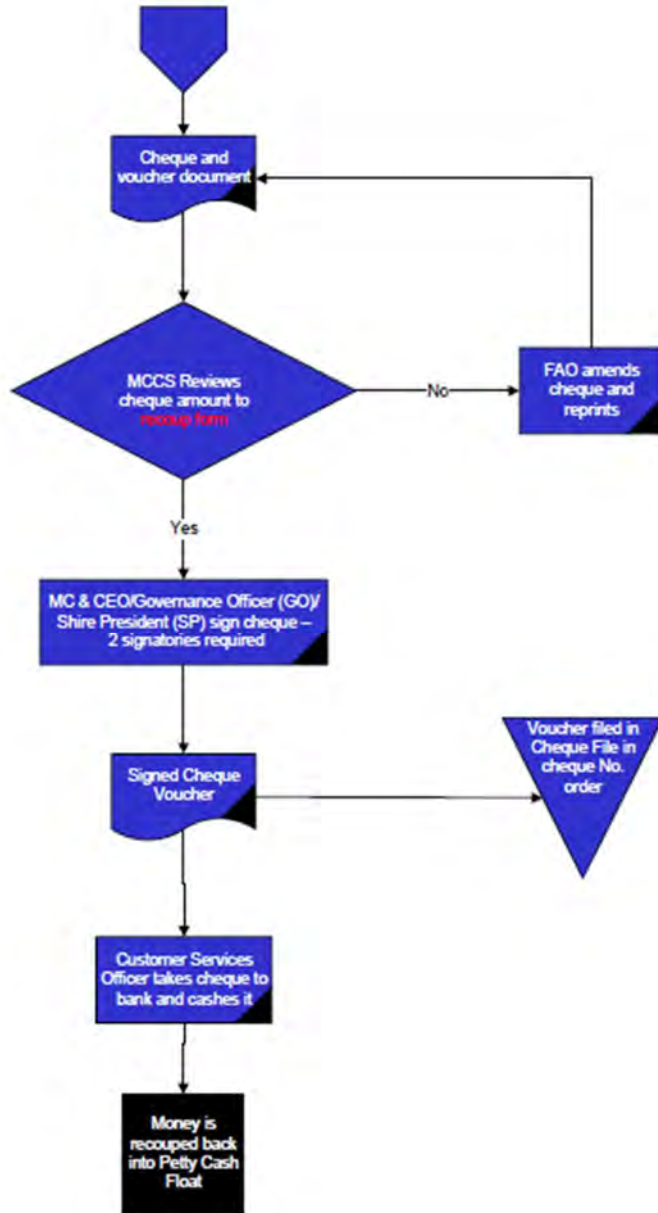 Cheque and
voucher document
MCCS Reviews
cheque amount to
recoup form
No
FAO amends
cheque and
reprints
Yes
MC & CEO/Governance Officer (GO)/
Shire President (SP) sign cheque –
2 signatories required
Signed Cheque
Voucher
Voucher filed in
Cheque File in
cheque No.
order
Customer Services
Officer takes cheque to
bank and cashes it
Money is
recouped back
into Petty Cash
Float